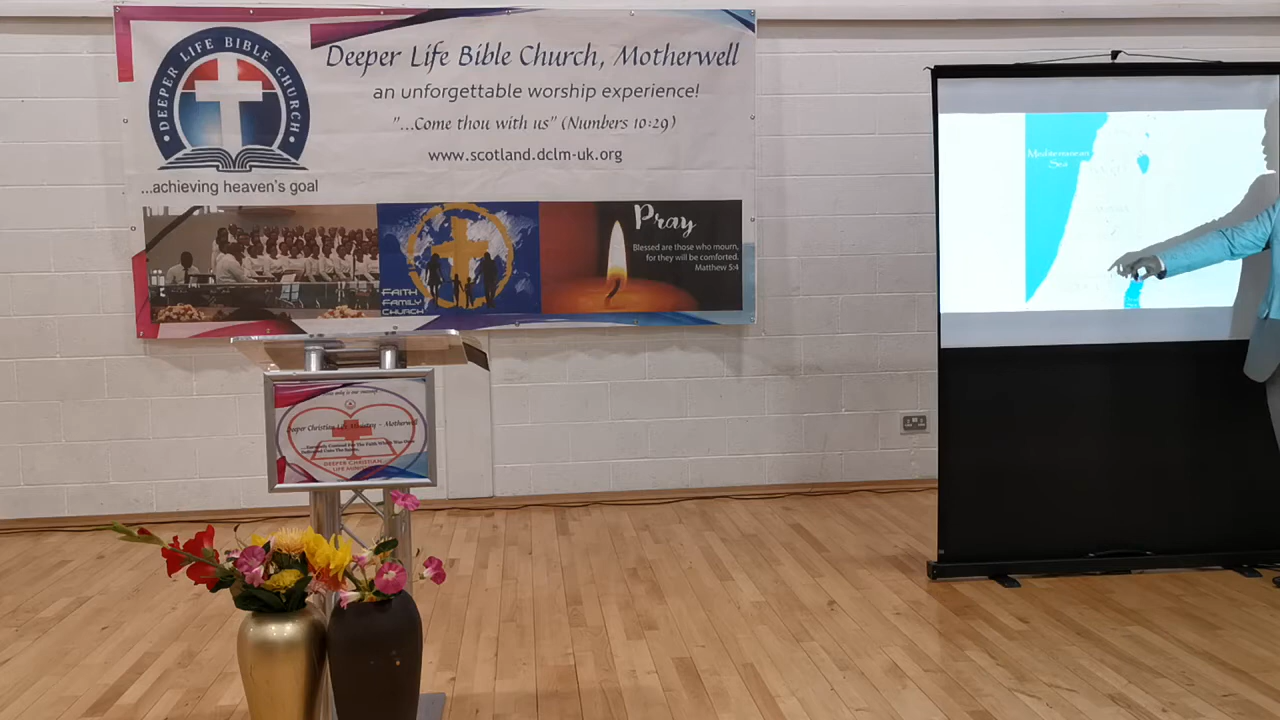 DEEPER LIFE BIBLE CHURCH
...achieving heaven's goal
Deeper Life Bible Church, Motherwell
an unforgettable worship experience!
"...Come thou with us" (Numbers 10:29)
www.scotland.dclm-uk.org
FAITH
FAMILY
CHURCH
Pray
Blessed are those who mourn,
for they will be comforted.
Matthew 5:4
Mediterranean
Sea
Deeper Christian Life Ministry - Motherwell
DEEPER CHRISTIAN
LIFE